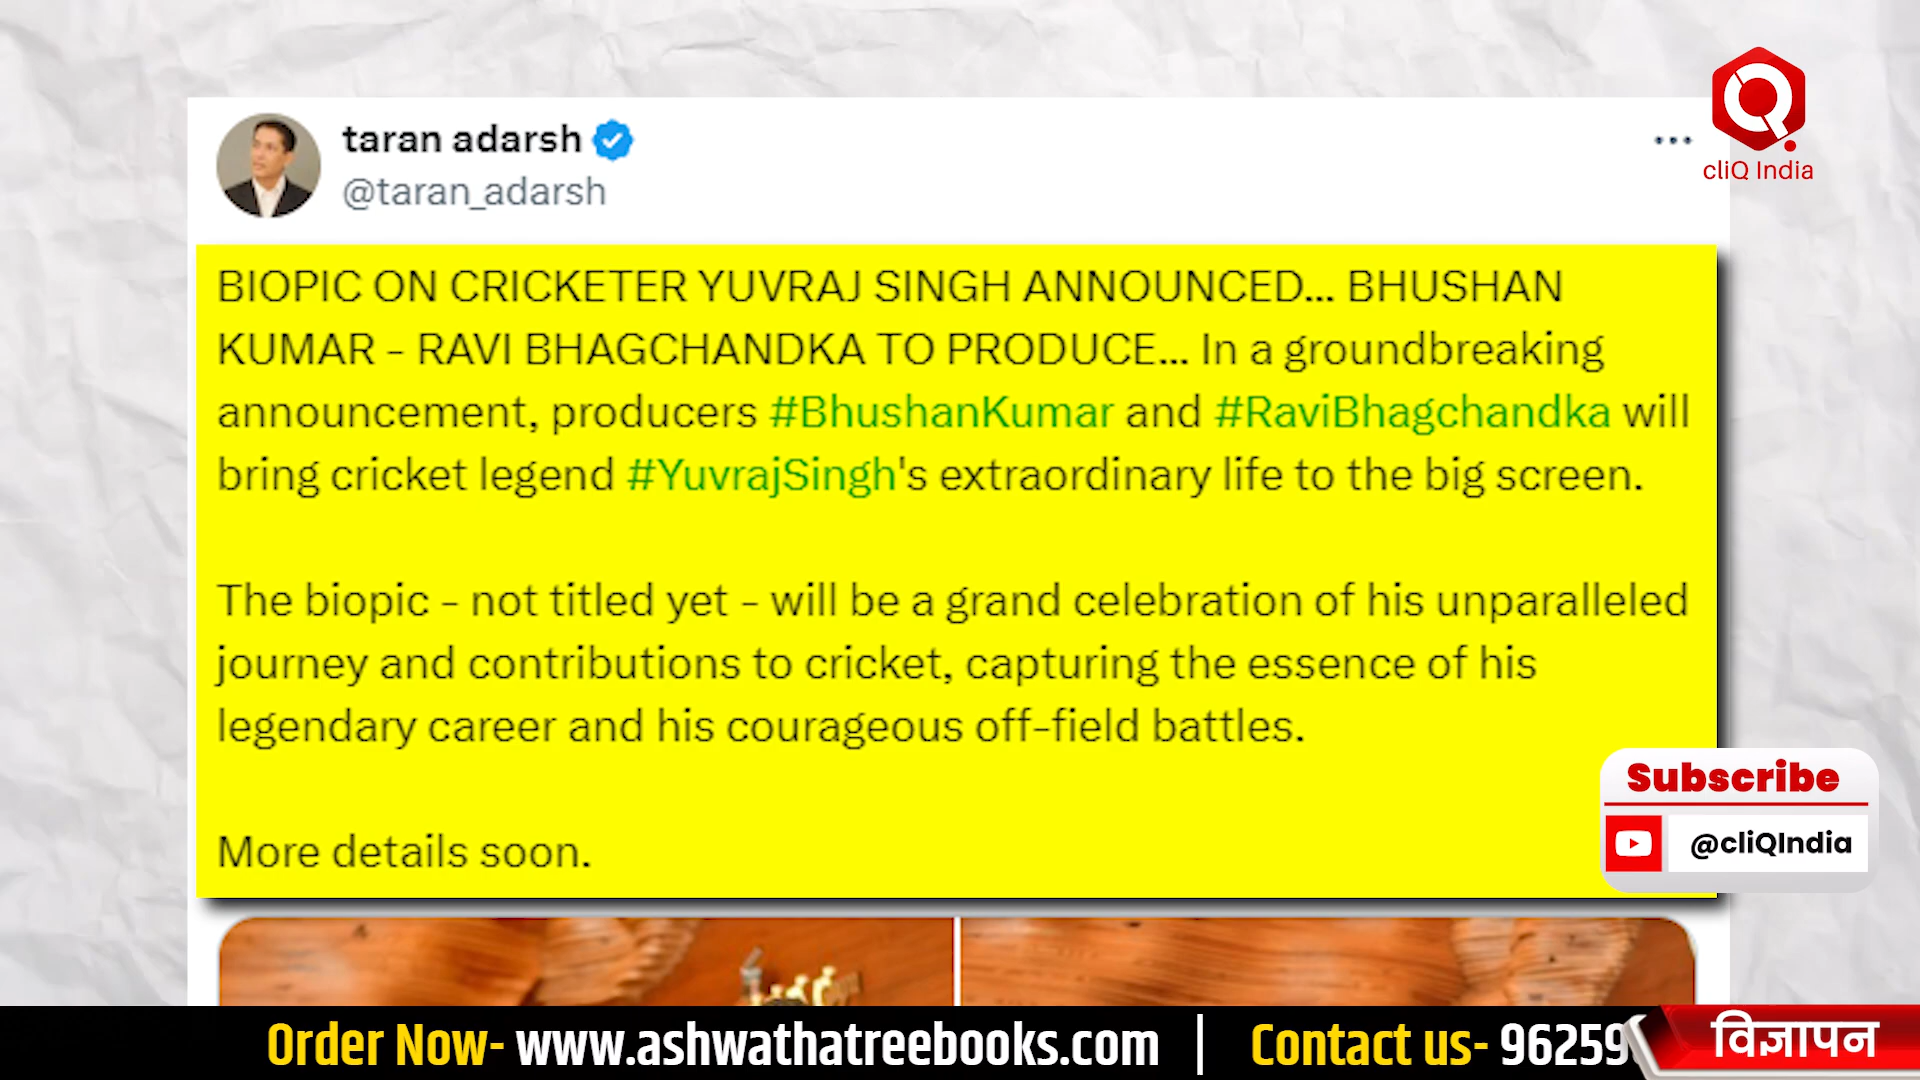 taran adarsh
@taran_adarsh
cliQ India
BIOPIC ON CRICKETER YUVRAJ SINGH ANNOUNCED... BHUSHAN
KUMAR - RAVI BHAGCHANDKA TO PRODUCE... In a groundbreaking
announcement, producers #BhushanKumar and #RaviBhagchandka will
bring cricket legend #YuvrajSingh's extraordinary life to the big screen.
The biopic - not titled yet - will be a grand celebration of his unparalleled
journey and contributions to cricket, capturing the essence of his
legendary career and his courageous off-field battles.
More details soon.
Subscribe
@cliQIndia
Order Now- www.ashwathatreebooks.com | Contact us- 96259
विज्ञापन